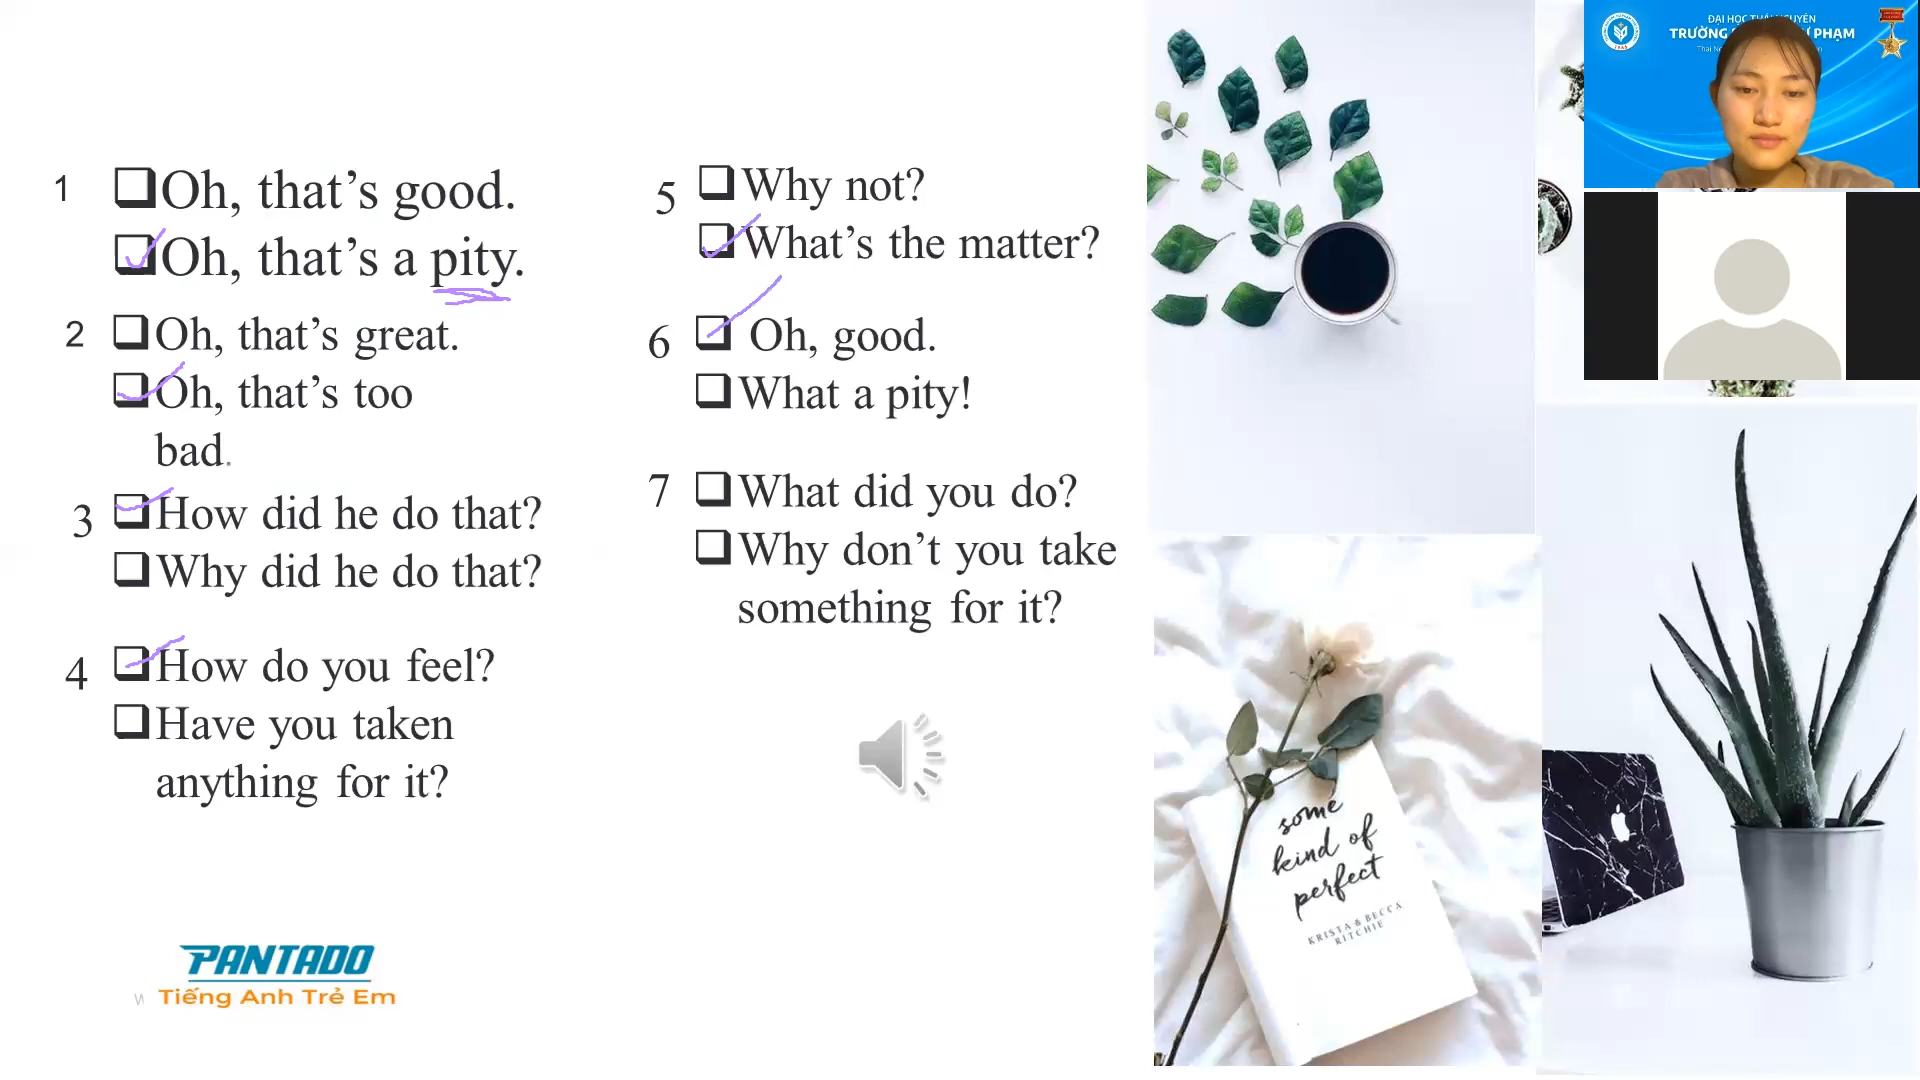 1
Oh, that's good.
Oh, that's a pity.
2
Oh, that's great.
Oh, that's too
bad.
3
How did he do that?
Why did he do that?
4
How do you feel?
Have you taken
anything for it?
5
Why not?
What's the matter?
6
Oh, good.
What a pity!
7
What did you do?
Why don't you take
something for it?
PANTADO
W
Tiếng Anh Trẻ Em
some
kind of
perfect
KRISTA & BECCA
RITCHIE
TRƯỜNG
PHẠM